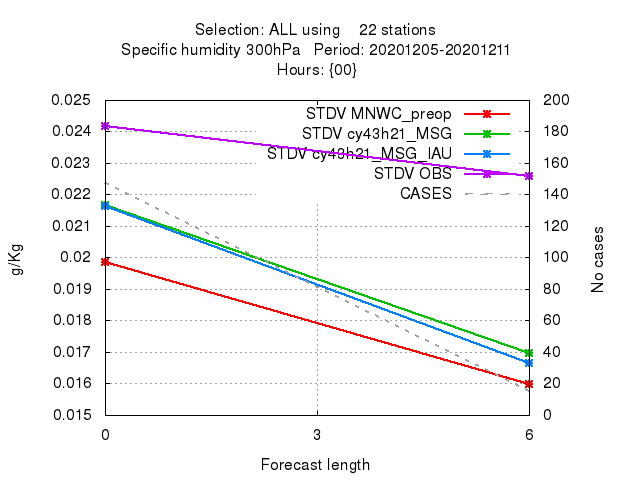 Selection: ALL using    22 stations
Specific humidity 300hPa   Period: 20201205-20201211
Hours: {00}
0.025
0.024
0.023
0.022
0.021
0.02
0.019
0.018
0.017
0.016
0.015
g/Kg
STDV MNWC_preop
STDV cy43h21_MSG
STDV cy43h21_MSG_IAU
STDV OBS
CASES
200
180
160
140
120
100
80
60
40
20
0
No cases
0
3
6
Forecast length